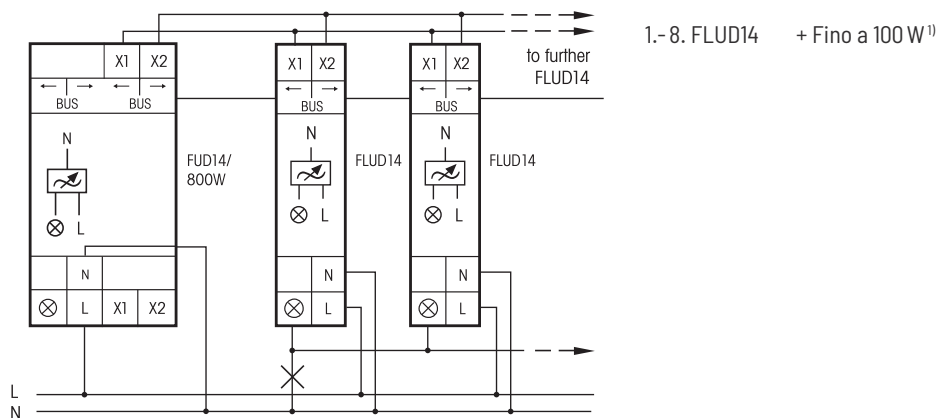 1.- 8. FLUD14 + Fino a 100 W 1)
to further
FLUD14
X1 X2
BUS BUS
N
L
FUD14/
800W
N
L X1 X2
X1 X2
BUS
N
L
FLUD14
N
L
X1 X2
BUS
N
L
FLUD14
N
L
L
N